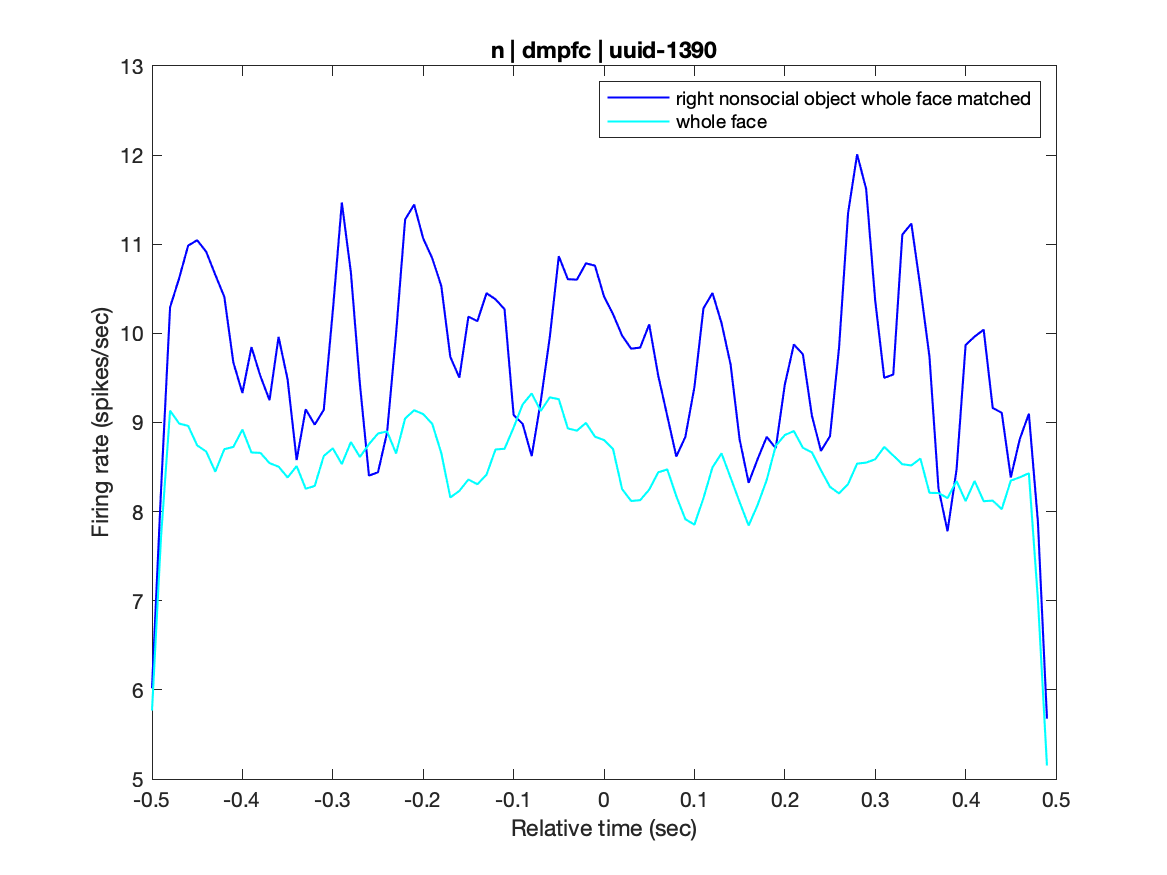 n | dmpfc | uuid-1390
right nonsocial object whole face matched
whole face
13
12
11
10
9
8
7
6
5
Firing rate (spikes/sec)
-0.5 -0.4 -0.3 -0.2 -0.1 0 0.1 0.2 0.3 0.4 0.5
Relative time (sec)